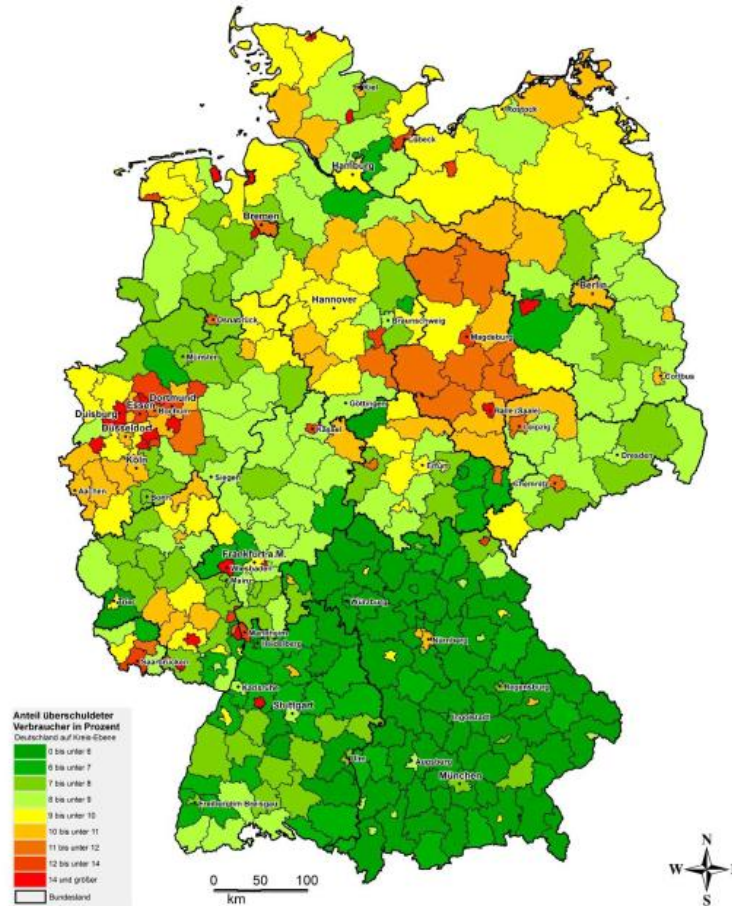 Kiel
Rostock
Lübeck
Hamburg
Bremen
Berlin
Hannover
Osnabrück
Braunschweig
Magdeburg
Münster
Cottbus
Dortmund
Essen
Bochum
Duisburg
Düsseldorf
Göttingen
Halle (Saale)
Leipzig
Kassel
Köln
Dresden
Erfurt
Siegen
Chemnitz
Aachen
Bonn
Frankfurt a.M.
Wiesbaden
Mainz
Trier
Würzburg
Mannheim
Heidelberg
Nürnberg
Saarbrücken
Karlsruhe
Regensburg
Stuttgart
Ingolstadt
Ulm
Augsburg
München
Freiburg im Breisgau
Anteil überschuldeter
Verbraucher in Prozent
Deutschland auf Kreis-Ebene
0 bis unter 6
6 bis unter 7
7 bis unter 8
8 bis unter 9
9 bis unter 10
10 bis unter 11
11 bis unter 12
12 bis unter 14
14 und größer
Bundesland
0 50 100
km
N
W
S